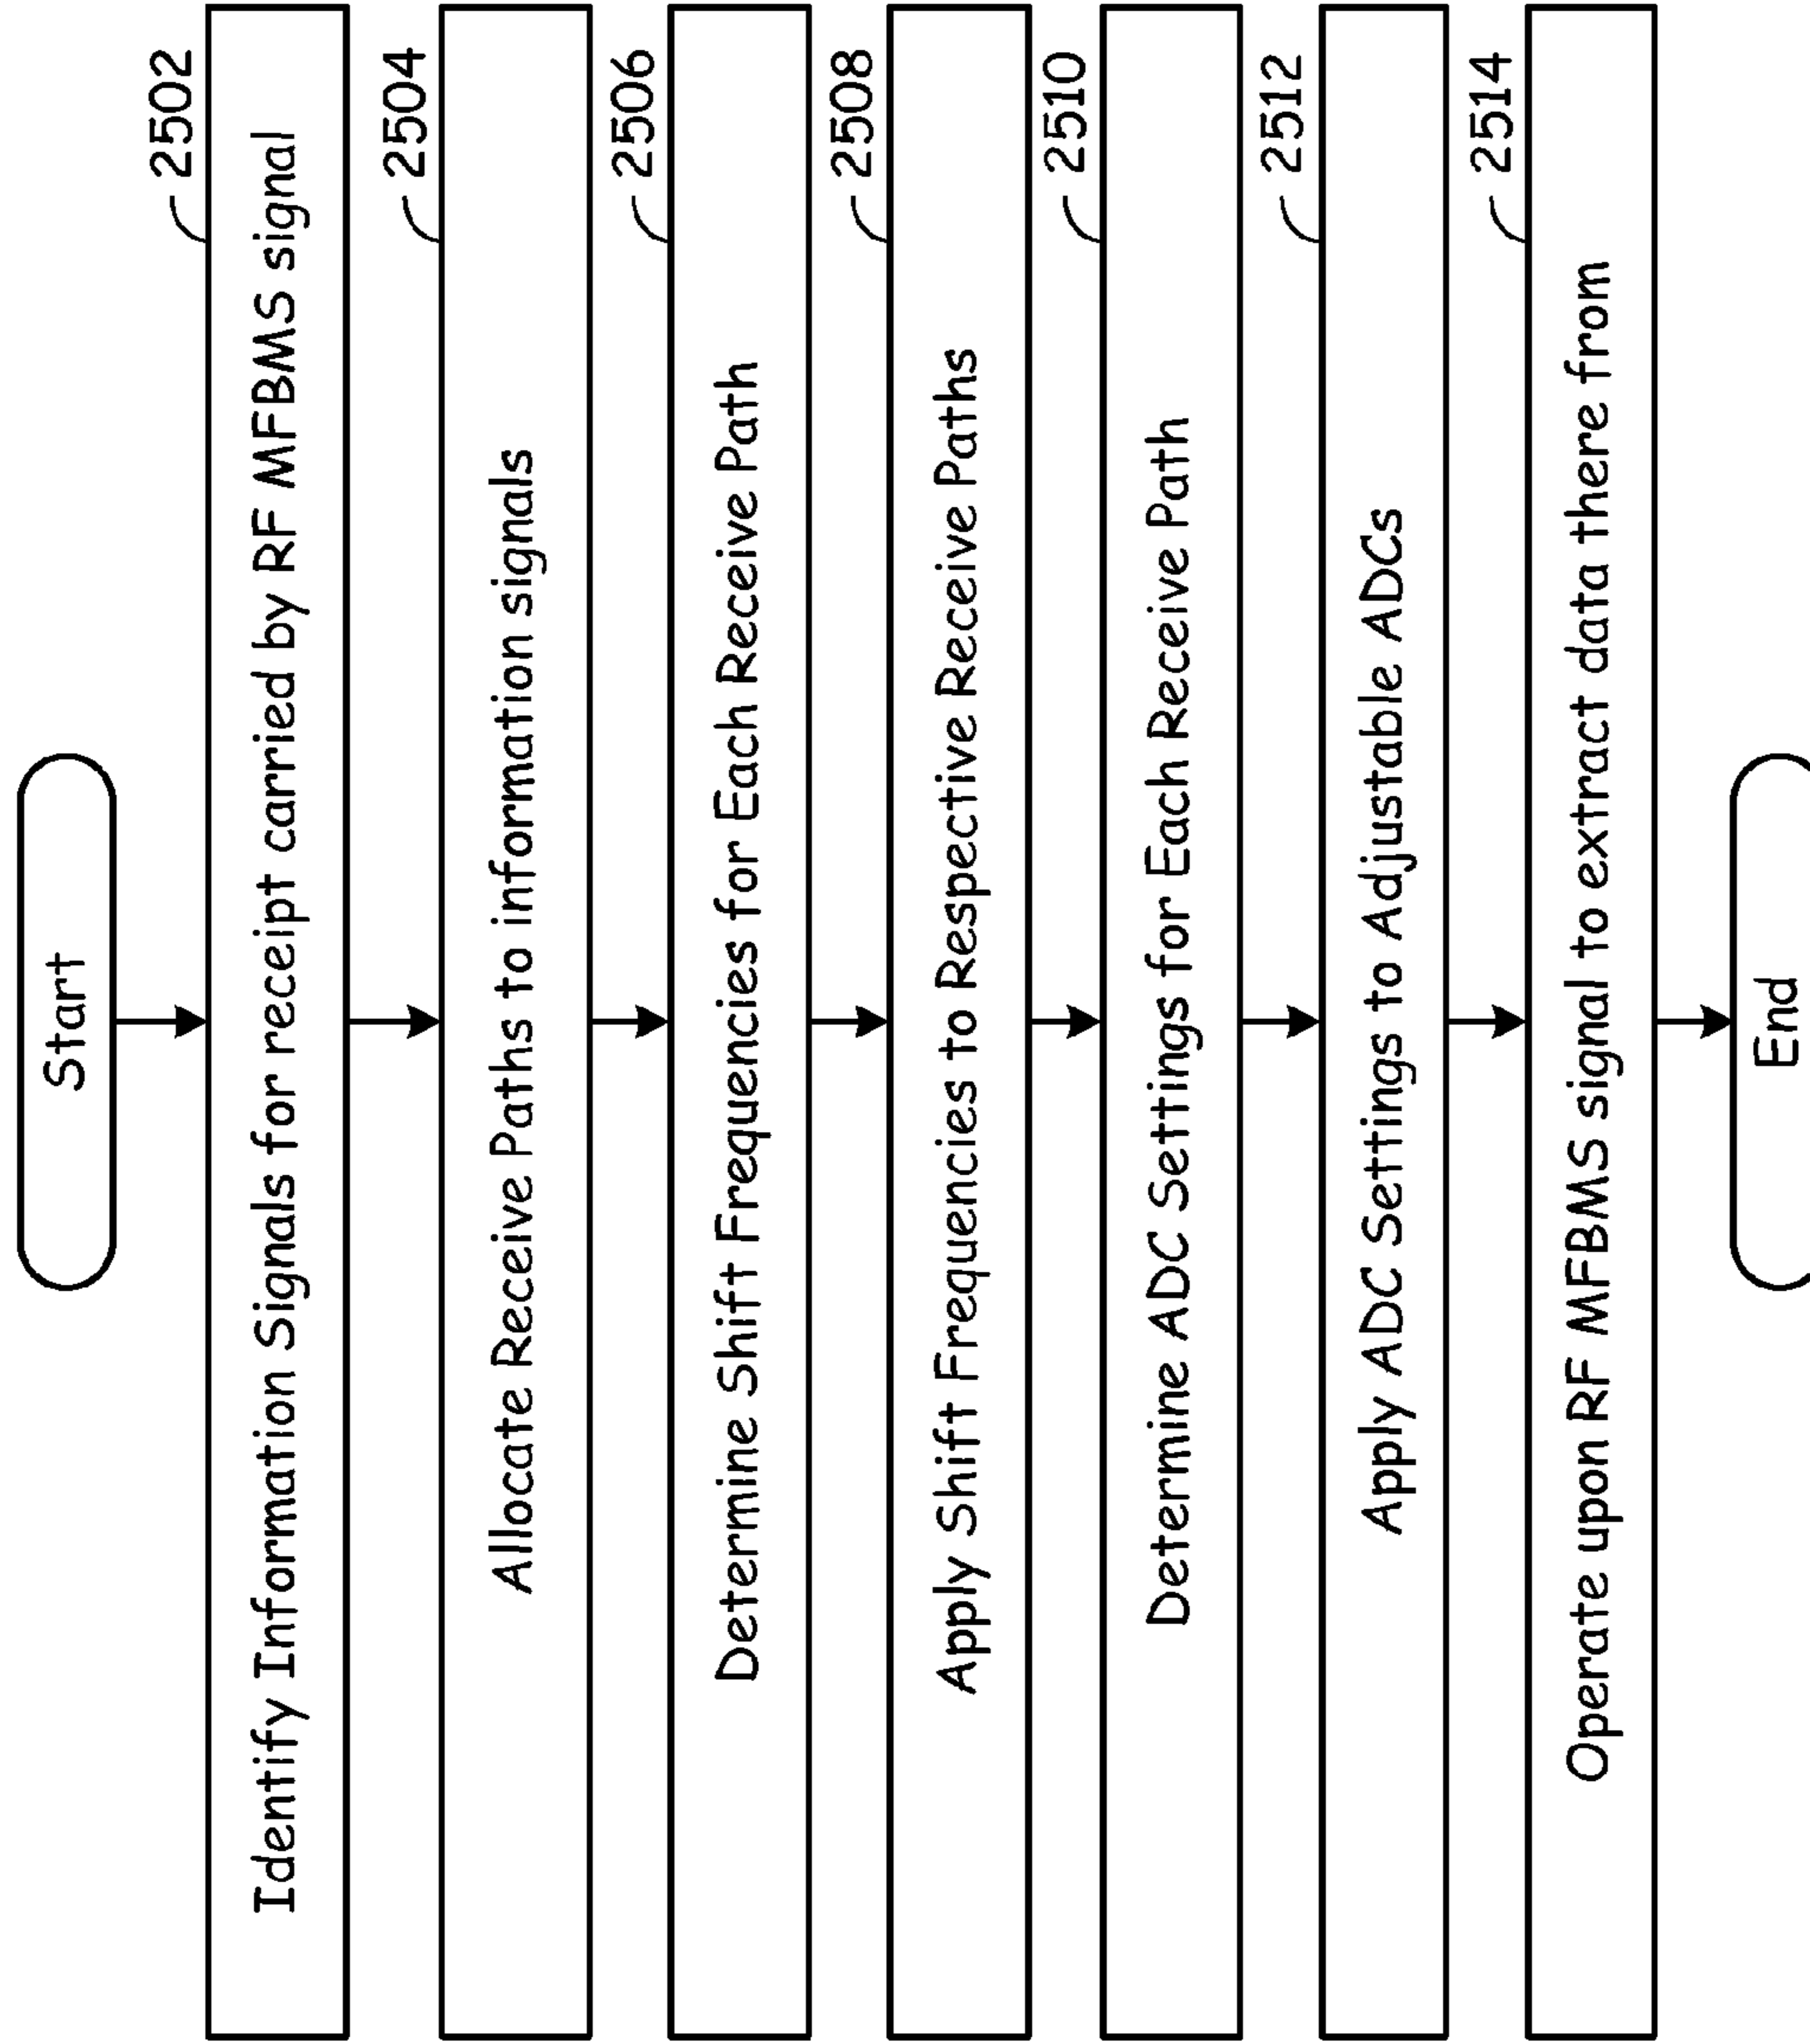 Start
2502
Identify Information Signals for receipt carried by RF MFBMS signal
2504
Allocate Receive Paths to information signals
2506
Determine Shift Frequencies for Each Receive Path
2508
Apply Shift Frequencies to Respective Receive Paths
2510
Determine ADC Settings for Each Receive Path
2512
Apply ADC Settings to Adjustable ADCs
2514
Operate upon RF MFBMS signal to extract data there from
End